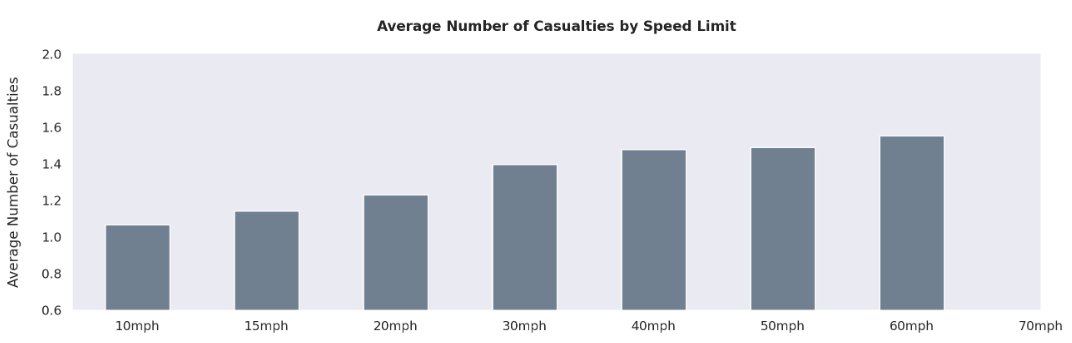 Average Number of Casualties by Speed Limit
Average Number of Casualties
2.0
1.8
1.6
1.4
1.2
1.0
0.8
0.6
10mph 15mph 20mph 30mph 40mph 50mph 60mph 70mph